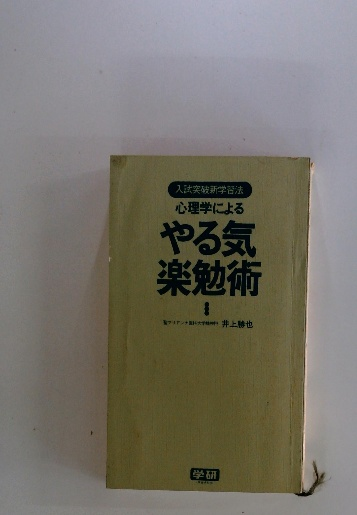 入試突破新学習法
心理学による
やる気
楽勉術
井上勝也
学研